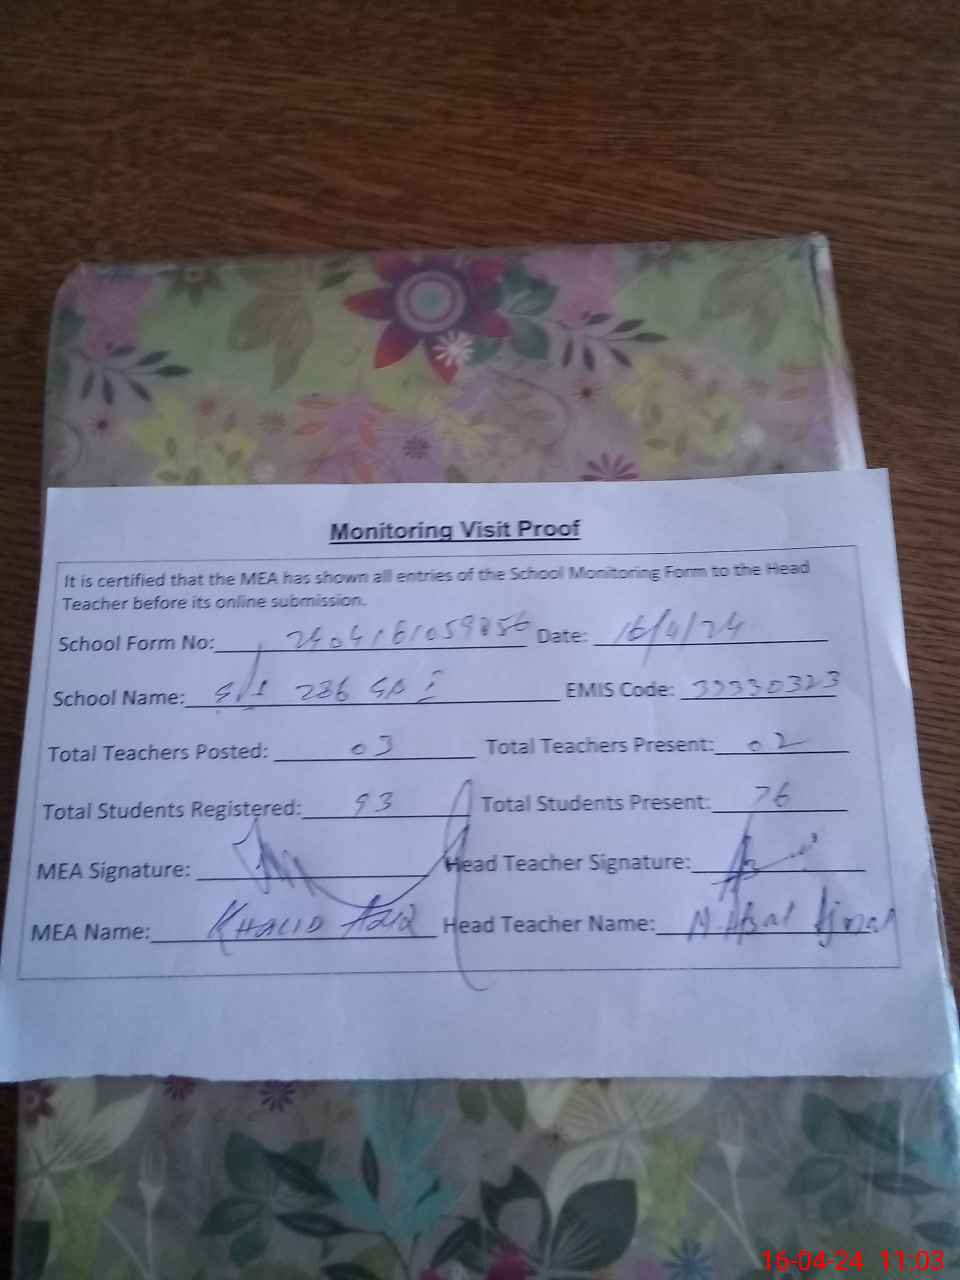 Monitoring Visit Proof
It is certified that the MEA has shown all entries of the School Monitoring Form to the Head
Teacher before its online submission.
School Form No: Date: 16/4/24
School Name: 286 EMIS Code: 33330323
Total Teachers Posted: 03 Total Teachers Present: 02
Total Students Registered: 93 Total Students Present: 76
MEA Signature: Head Teacher Signature:
MEA Name: KHALID Head Teacher Name:
16-04-24 11:03